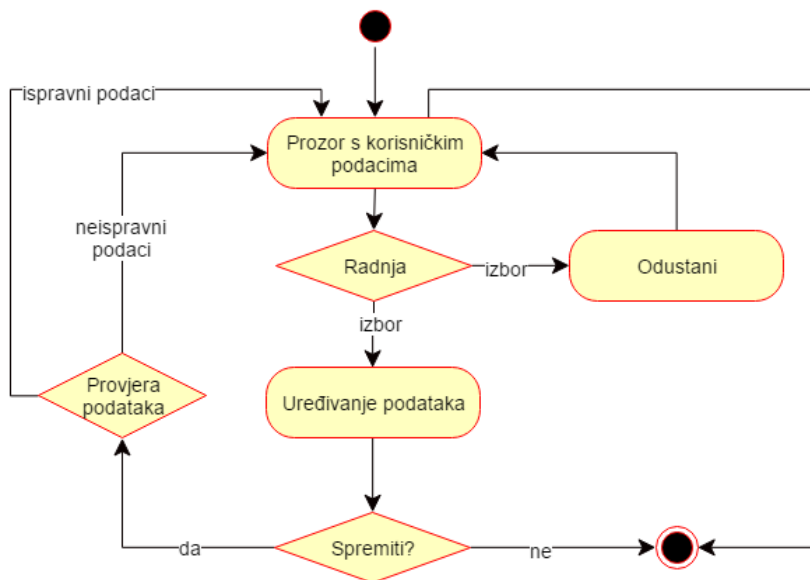 ispravni podaci
Prozor s korisničkim
podacima
neispravni
podaci
Radnja
izbor
Odustani
izbor
Provjera
podataka
Uređivanje podataka
da
Spremiti?
ne